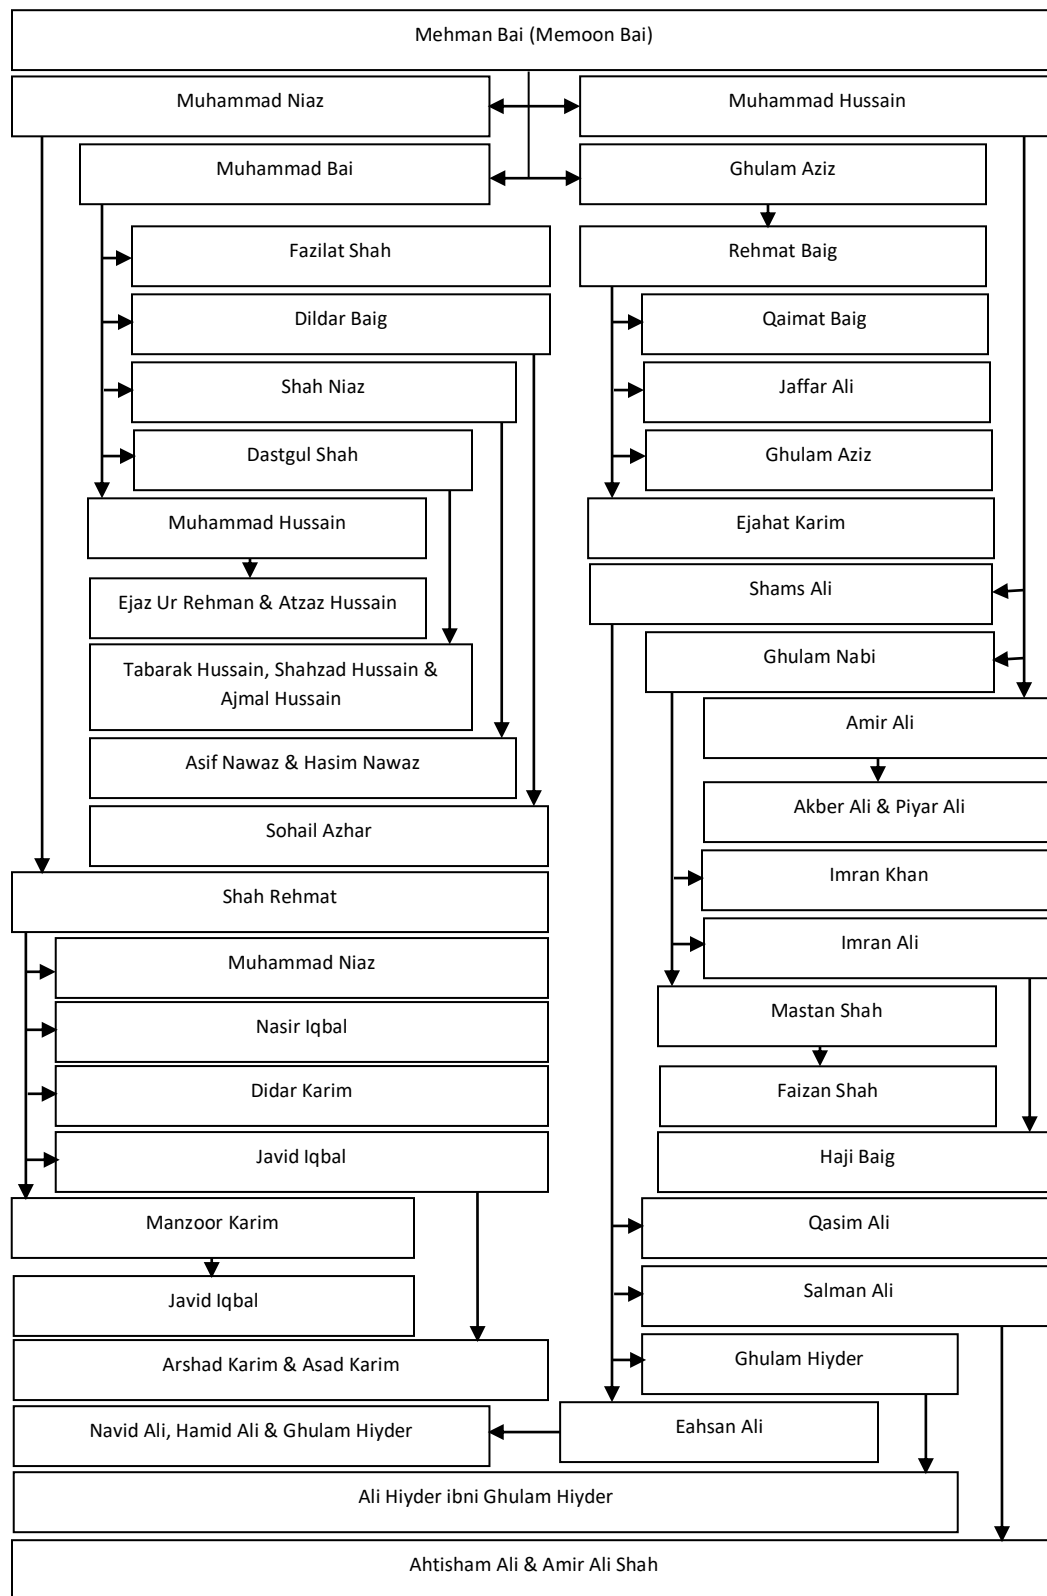 Mehman Bai (Memoon Bai)
Muhammad Niaz
Muhammad Hussain
Muhammad Bai
Ghulam Aziz
Fazilat Shah
Rehmat Baig
Dildar Baig
Qaimat Baig
Shah Niaz
Jaffar Ali
Dastgul Shah
Ghulam Aziz
Muhammad Hussain
Ejahat Karim
Ejaz Ur Rehman & Atzaz Hussain
Shams Ali
Tabarak Hussain, Shahzad Hussain &
Ajmal Hussain
Ghulam Nabi
Amir Ali
Asif Nawaz & Hasim Nawaz
Akber Ali & Piyar Ali
Sohail Azhar
Imran Khan
Shah Rehmat
Imran Ali
Muhammad Niaz
Mastan Shah
Nasir Iqbal
Didar Karim
Faizan Shah
Javid Iqbal
Haji Baig
Manzoor Karim
Qasim Ali
Javid Iqbal
Salman Ali
Arshad Karim & Asad Karim
Ghulam Hiyder
Navid Ali, Hamid Ali & Ghulam Hiyder
Eahsan Ali
Ali Hiyder ibni Ghulam Hiyder
Ahtisham Ali & Amir Ali Shah